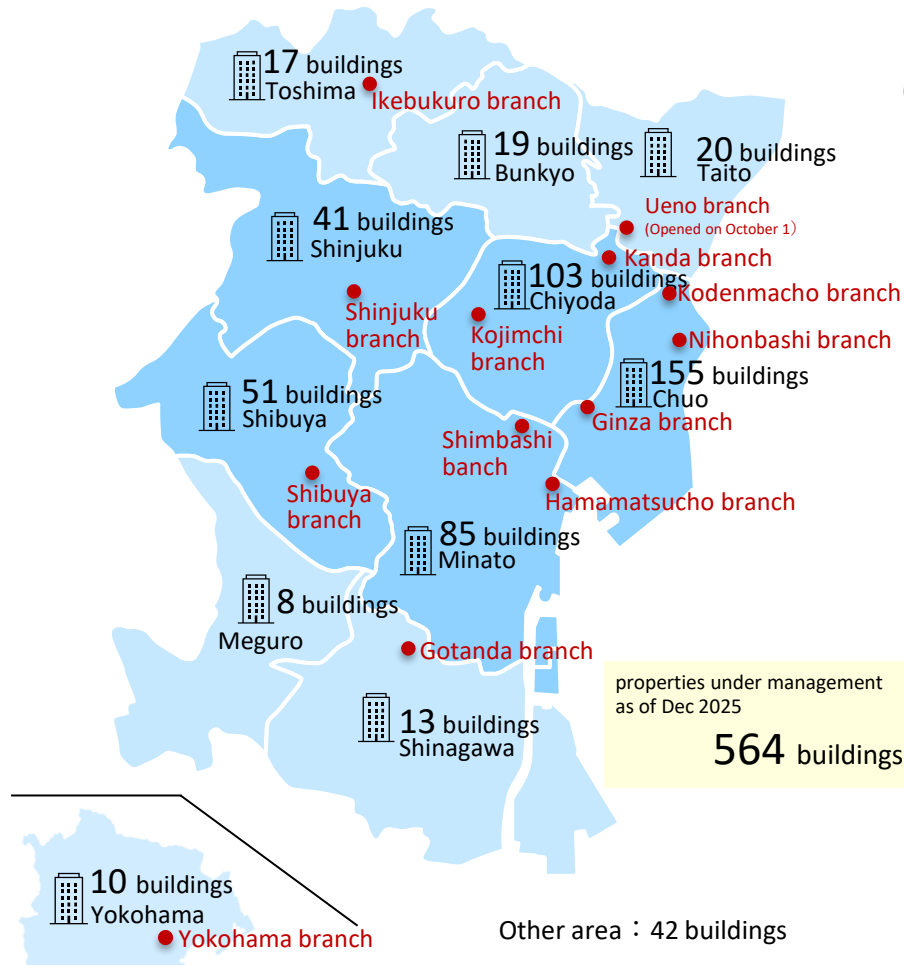 17 buildings
Toshima
Ikebukuro branch
19 buildings
Bunkyo
20 buildings
Taito
Ueno branch
(Opened on October 1）
41 buildings
Shinjuku
Kanda branch
103 buildings
Chiyoda
Kodenmacho branch
Shinjuku
branch
Kojimchi
branch
Nihonbashi branch
155 buildings
Chuo
51 buildings
Shibuya
Ginza branch
Shimbashi
banch
Shibuya
branch
Hamamatsucho branch
85 buildings
Minato
8 buildings
Meguro
Gotanda branch
properties under management
as of Dec 2025
564 buildings
13 buildings
Shinagawa
10 buildings
Yokohama
Yokohama branch
Other area：42 buildings